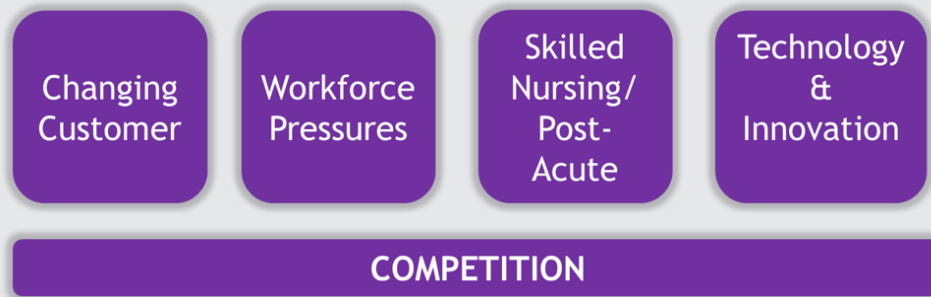 Changing
Customer
Workforce
Pressures
Skilled
Nursing/
Post-
Acute
Technology
&
Innovation
COMPETITION